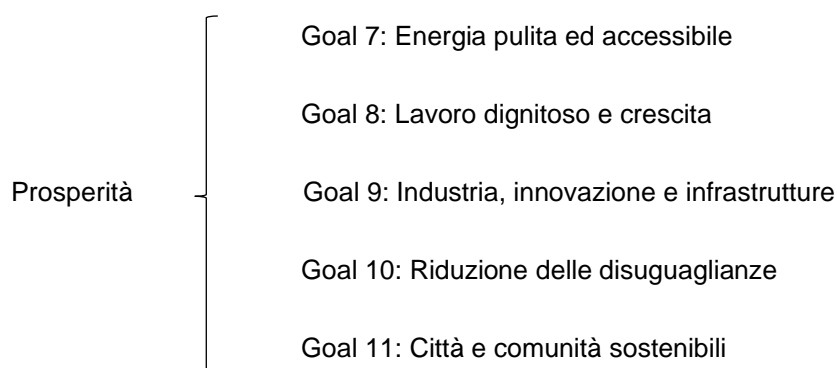 Goal 7: Energia pulita ed accessibile
Goal 8: Lavoro dignitoso e crescita
Prosperità
Goal 9: Industria, innovazione e infrastrutture
Goal 10: Riduzione delle disuguaglianze
Goal 11: Città e comunità sostenibili